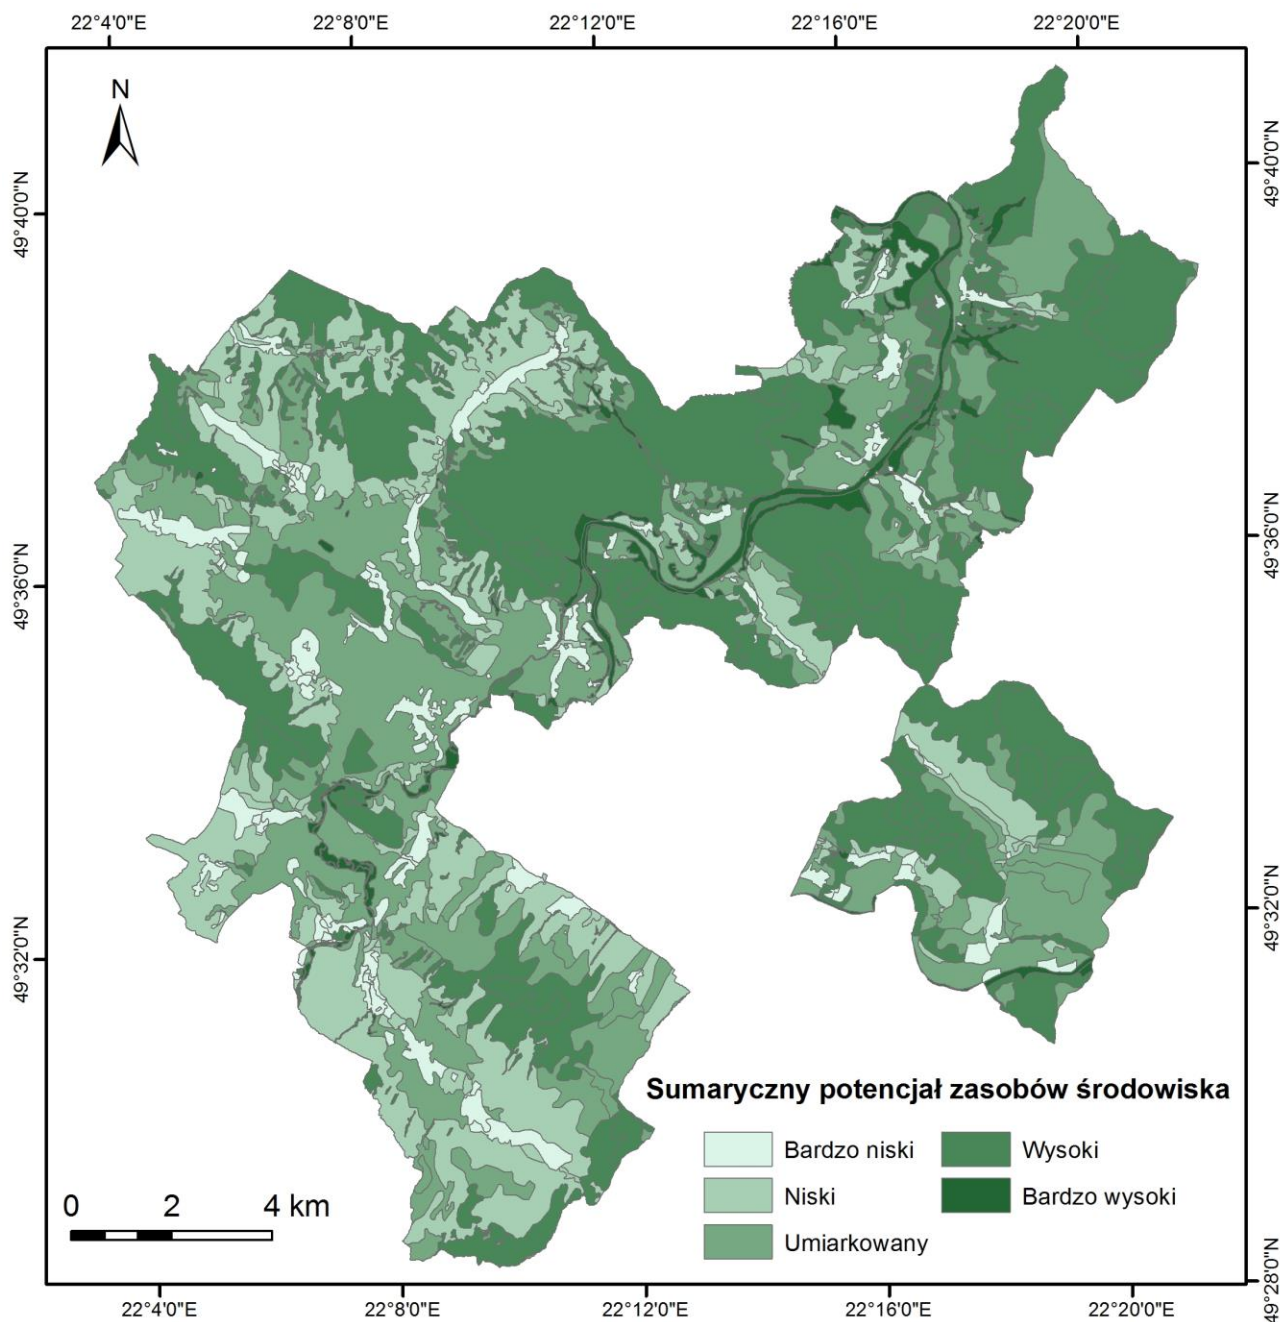 22°4'0"E 22°8'0"E 22°12'0"E 22°16'0"E 22°20'0"E
N
49°40'0"N 49°40'0"N
49°36'0"N 49°36'0"N
49°32'0"N 49°32'0"N
Sumaryczny potencjał zasobów środowiska
Bardzo niski Wysoki
Niski Bardzo wysoki
0 2 4 km
Umiarkowany
49°28'0"N
22°4'0"E 22°8'0"E 22°12'0"E 22°16'0"E 22°20'0"E